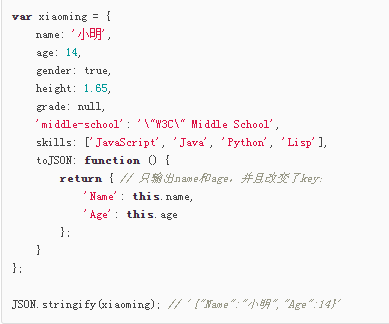 var xiaoming = {
    name: '小明',
    age: 14,
    gender: true,
    height: 1.65,
    grade: null,
    'middle-school': '\"W3C\" Middle School',
    skills: ['JavaScript', 'Java', 'Python', 'Lisp'],
    toJSON: function () {
        return { // 只输出name和age，并且改变了key：
            'Name': this.name,
            'Age': this.age
        };
    }
};
JSON.stringify(xiaoming); // '{"Name":"小明","Age":14}'